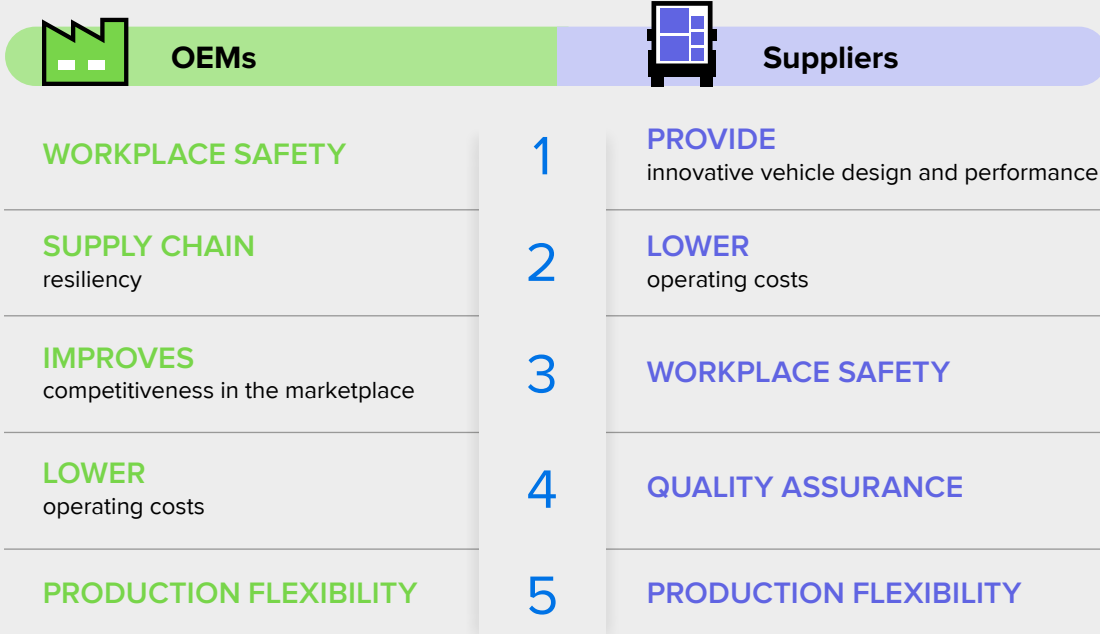 OEMs
Suppliers
WORKPLACE SAFETY
1
PROVIDE
innovative vehicle design and performance
SUPPLY CHAIN
resiliency
2
LOWER
operating costs
IMPROVES
competitiveness in the marketplace
3
WORKPLACE SAFETY
LOWER
operating costs
4
QUALITY ASSURANCE
PRODUCTION FLEXIBILITY
5
PRODUCTION FLEXIBILITY